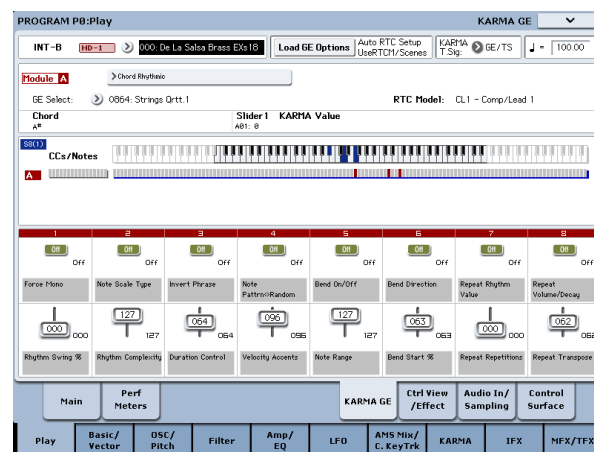 PROGRAM P0:Play KARMA GE
INT-B HD-1 000: De La Salsa Brass EXs18 Load GE Options Auto RTC Setup UseRTCM/Scenes KARMA T.Sig: GE/TS ♩ = 100.00
Module A Chord Rhythmic
GE Select: 0864: Strings Qrtt.1 RTC Model: CL1 - Comp/Lead 1
Chord Slider1 KARMA Value
A# A01: 0
S8(1)
CCs/Notes
A
1 2 3 4 5 6 7 8
Off Off Off Off Off Off Off Off
Off Off Off Off Off Off Off Off
Force Mono Note Scale Type Invert Phrase Note Pattrn<>Random Bend On/Off Bend Direction Repeat Rhythm Value Repeat Volume/Decay
000 127 064 096 127 063 000 062
000 127 064 096 127 063 000 062
Rhythm Swing % Rhythm Complexity Duration Control Velocity Accents Note Range Bend Start % Repeat Repetitions Repeat Transpose
Main Perf Meters KARMA GE Ctrl View /Effect Audio In/ Sampling Control Surface
Play Basic/ Vector OSC/ Pitch Filter Amp/ EQ LFO AMS Mix/ C. KeyTrk KARMA IFX MFX/TFX